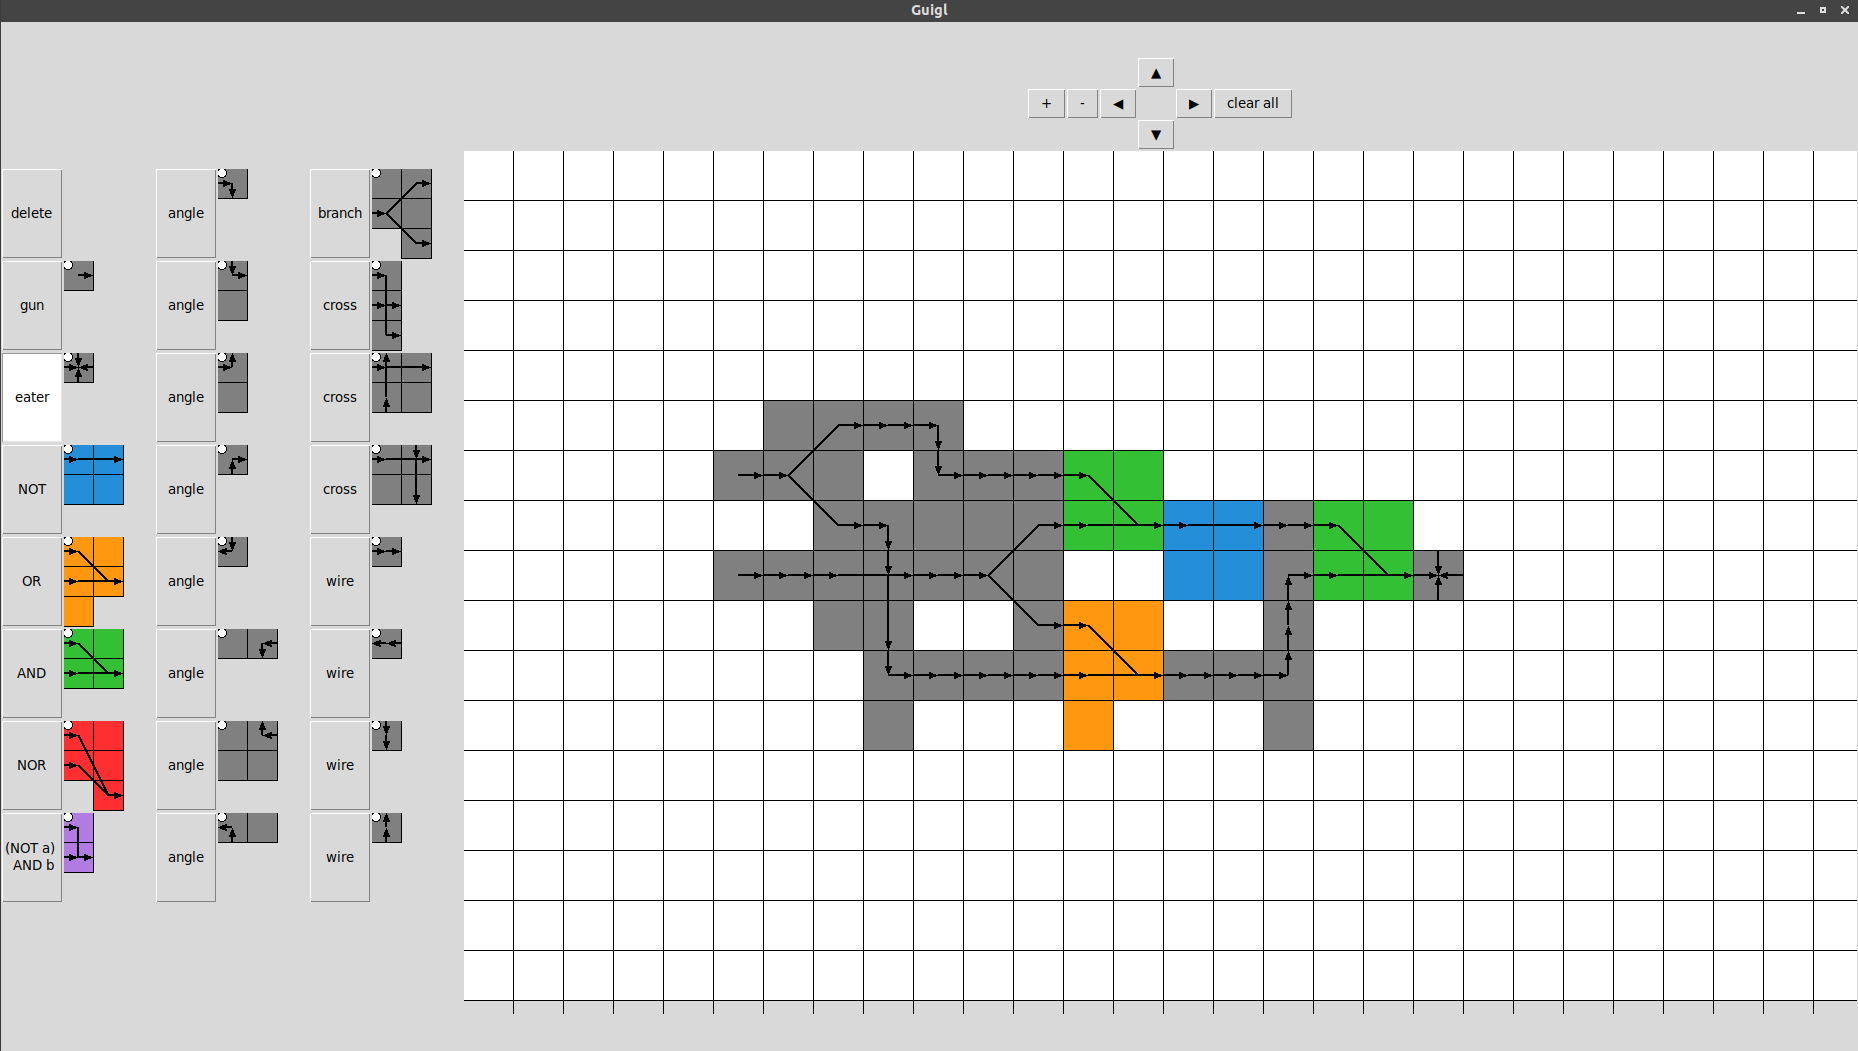 Guigl
▲
+ - ◀ ▶ clear all
▼
delete angle branch
gun angle cross
eater angle cross
NOT angle cross
OR angle wire
AND angle wire
NOR angle wire
(NOT a)
AND b
angle wire